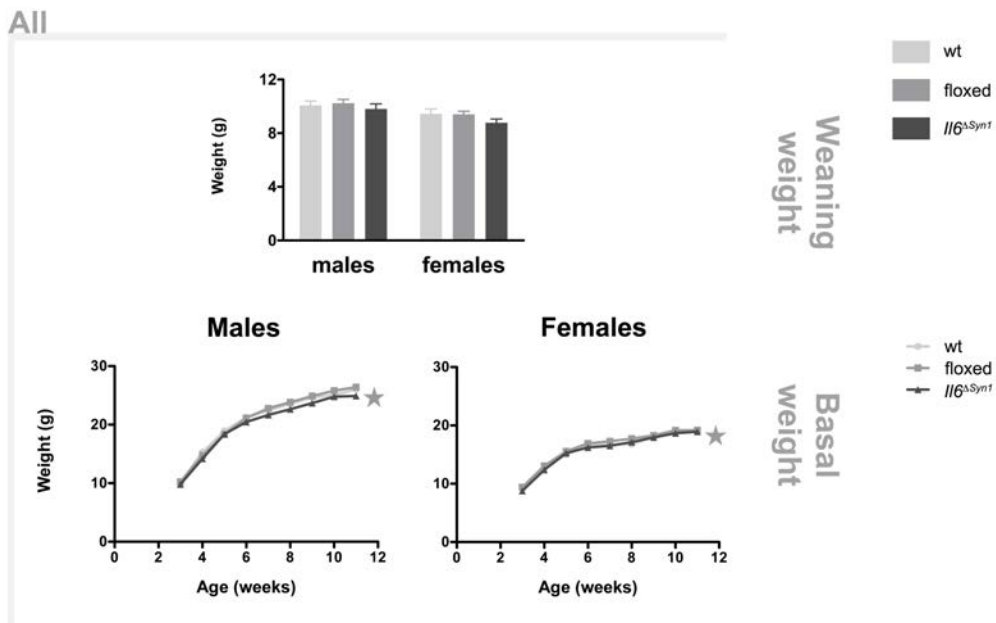 All
wt
floxed
Il6ΔSyn1
Weaning
weight
Weight (g)
12
8
4
0
males
females
Males
Females
wt
floxed
Il6ΔSyn1
Basal
weight
Weight (g)
30
20
10
0
0 2 4 6 8 10 12
Age (weeks)
30
20
10
0
0 2 4 6 8 10 12
Age (weeks)